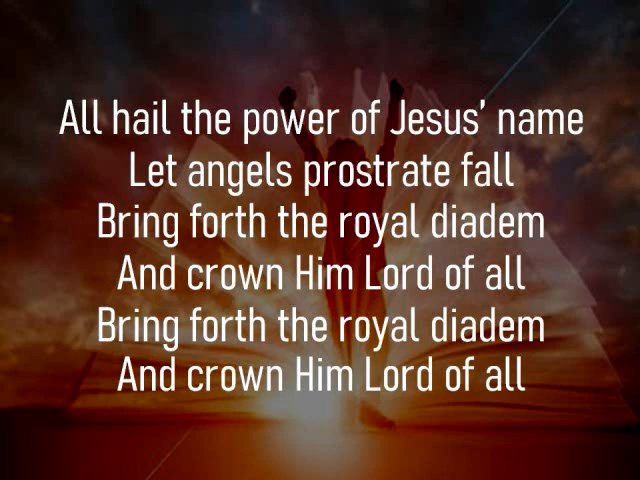 All hail the power of Jesus' name
Let angels prostrate fall
Bring forth the royal diadem
And crown Him Lord of all
Bring forth the royal diadem
And crown Him Lord of all